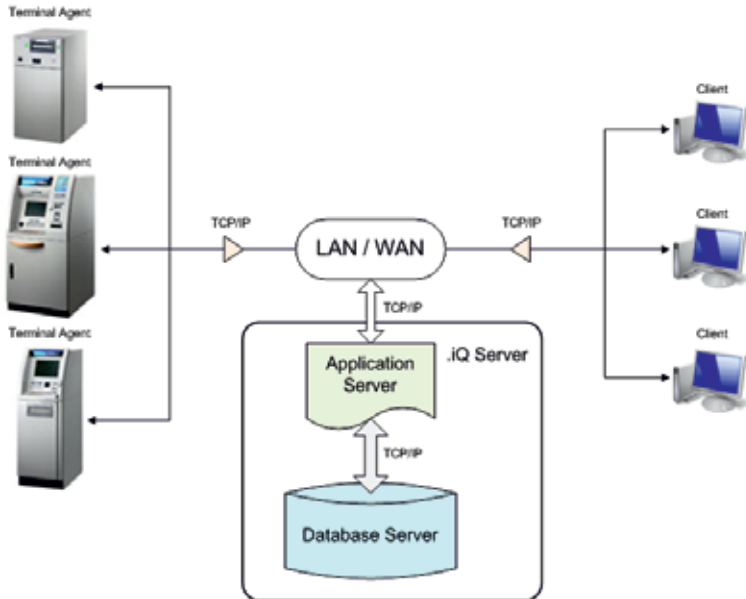 Terminal Agent
Client
Terminal Agent
TCP/IP
TCP/IP
Client
LAN / WAN
TCP/IP
Terminal Agent
Client
Application
Server
.iQ Server
TCP/IP
Database Server